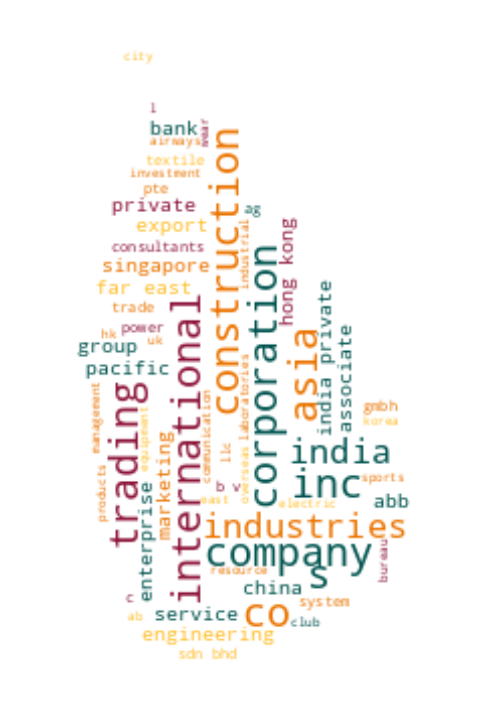 city
l
bank
wear
airways
textile
investment
pte
private
ag
export
construction
consultants
industrial
hong kong
singapore
far east
corporation
international
trade
india private
power
hk
uk
asia
associate
group
pacific
trading
management
laboratories
communication
equipment
marketing
gmbh
korea
llc
india
overseas
products
enterprise
inc
sports
b v
east
electric
abb
industries
company
bureau
resource
s
china
c
system
ab
service
co
club
engineering
sdn bhd